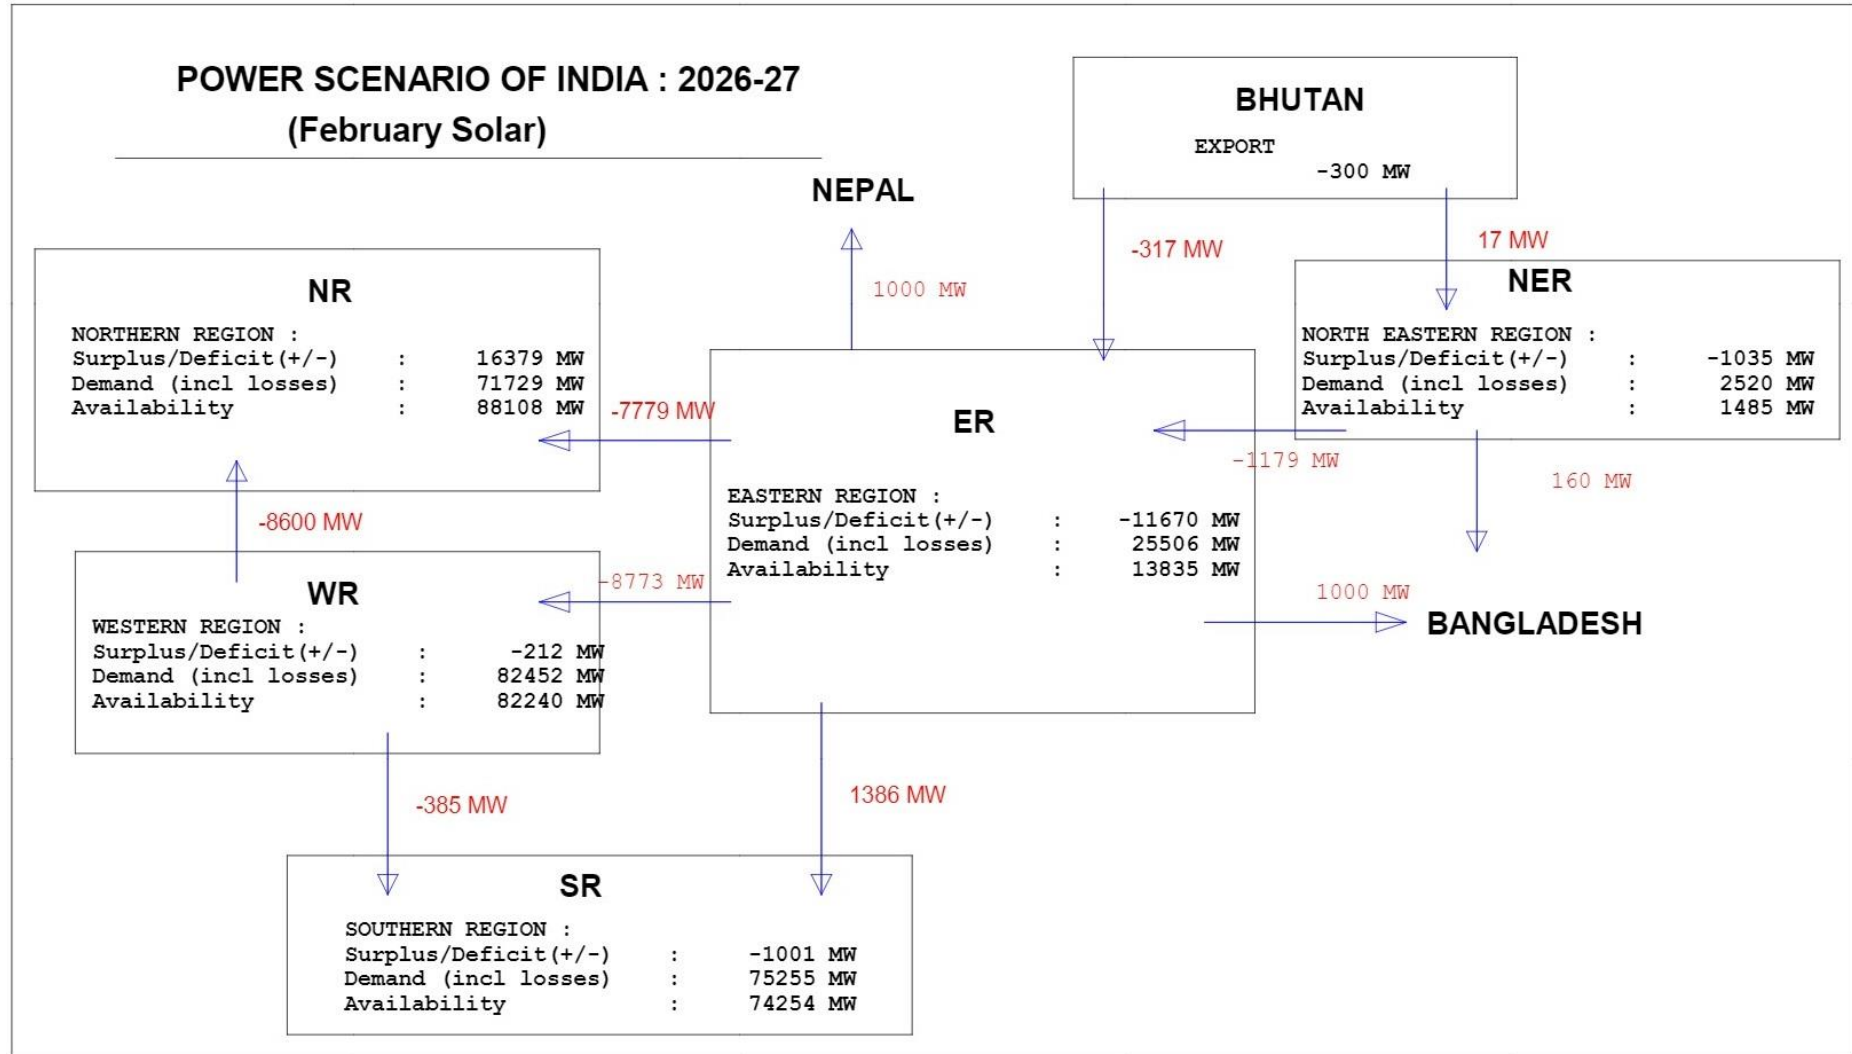 POWER SCENARIO OF INDIA : 2026-27
(February Solar)
BHUTAN
EXPORT
-300 MW
NEPAL
-317 MW
17 MW
1000 MW
NR
NORTHERN REGION :
Surplus/Deficit(+/-) : 16379 MW
Demand (incl losses) : 71729 MW
Availability : 88108 MW
-7779 MW
NER
NORTH EASTERN REGION :
Surplus/Deficit(+/-) : -1035 MW
Demand (incl losses) : 2520 MW
Availability : 1485 MW
-1179 MW
160 MW
ER
EASTERN REGION :
Surplus/Deficit(+/-) : -11670 MW
Demand (incl losses) : 25506 MW
Availability : 13835 MW
-8600 MW
-8773 MW
1000 MW
BANGLADESH
WR
WESTERN REGION :
Surplus/Deficit(+/-) : -212 MW
Demand (incl losses) : 82452 MW
Availability : 82240 MW
-385 MW
1386 MW
SR
SOUTHERN REGION :
Surplus/Deficit(+/-) : -1001 MW
Demand (incl losses) : 75255 MW
Availability : 74254 MW